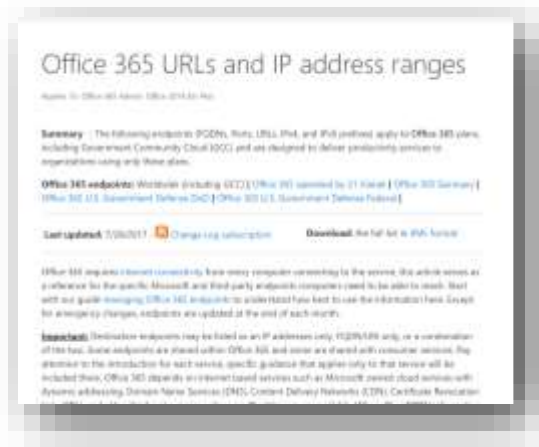 Office 365 URLs and IP address ranges
Applies To: Office 365 Admin
Summary: The following endpoints (FQDNs, Ports, URLs, IPv4, and IPv6 prefixes) apply to Office 365 plans,
including Government Community Cloud (GCC) and are designed to deliver productivity services to
organizations using only these plans.
Office 365 endpoints: Worldwide (including GCC) | Office 365 operated by 21 Vianet | Office 365 Germany |
Office 365 U.S. Government Defense DoD | Office 365 U.S. Government Defense Federal |
Last updated: Change Log subscription Download: the full list in XML format
Office 365 requires internet connectivity from every computer connecting to the service, this article serves as
a reference for the specific Microsoft and third-party endpoints computers need to be able to reach. Start
with our guide managing Office 365 endpoints to understand how best to use the information here. Except
for emergency changes, endpoints are updated at the end of each month.
Important: Destination endpoints may be listed as an IP addresses only, FQDN/URI only, or a combination
of the two. Some endpoints are shared within Office 365 and some are shared with consumer services. Pay
attention to the introduction for each service, specific guidance that applies only to that service will be
included there. Office 365 depends on internet based services such as Microsoft owned cloud services with
dynamic addressing, Domain Name Services (DNS), Content Delivery Networks (CDN), Certificate Revocation